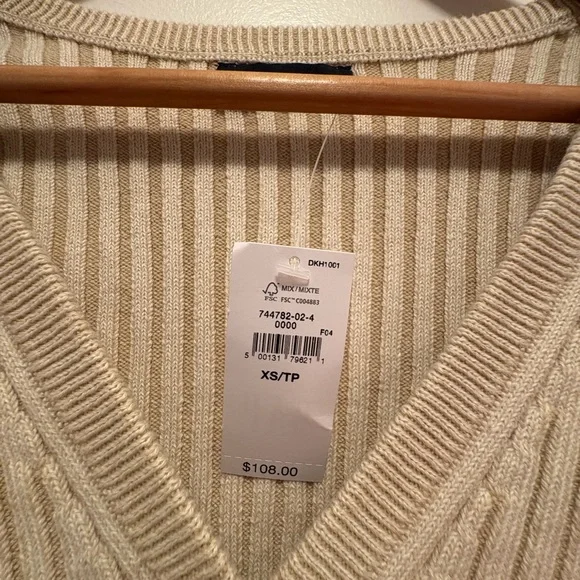 DKH1001
MIX / MIXTE
FSC FSC™ C004883
744782-02-4
0000
F04
5 00131 79621 1
XS/TP
$108.00